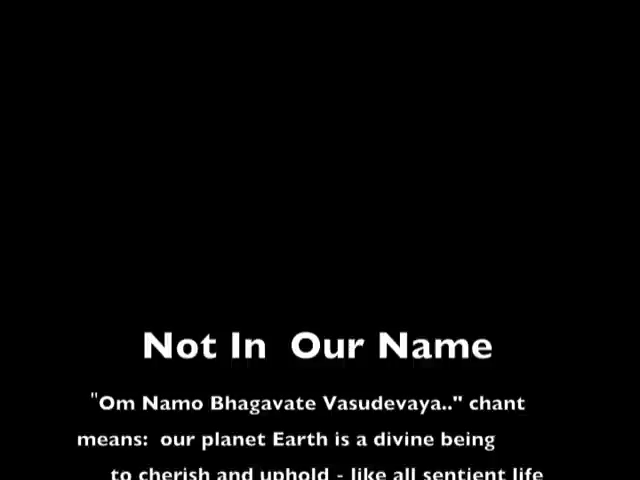 Not In  Our Name
"Om Namo Bhagavate Vasudevaya.." chant
means:  our planet Earth is a divine being
to cherish and uphold - like all sentient life